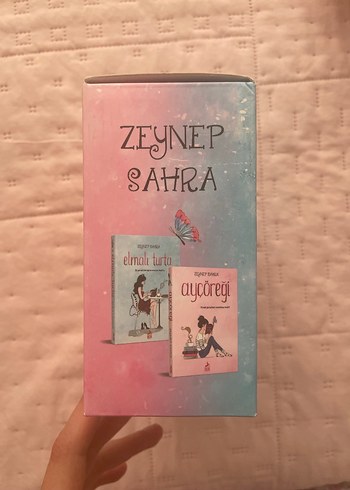 ZEYNEP
SAHRA
ZEYNEP SAHRA
elmalı turta
ZEYNEP SAHRA
ayçöreği